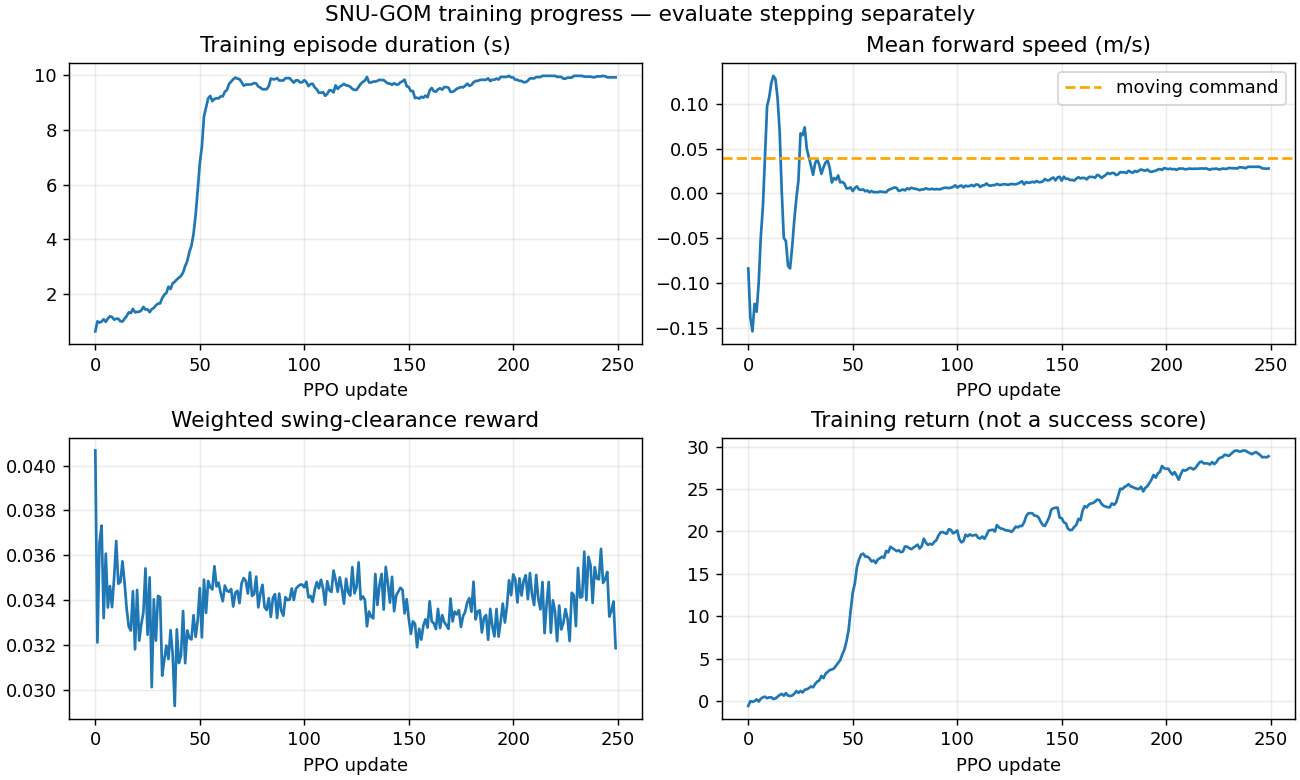 SNU-GOM training progress — evaluate stepping separately
Training episode duration (s)
10
8
6
4
2
0 50 100 150 200 250
PPO update
Mean forward speed (m/s)
moving command
0.10
0.05
0.00
−0.05
−0.10
−0.15
0 50 100 150 200 250
PPO update
Weighted swing-clearance reward
0.040
0.038
0.036
0.034
0.032
0.030
0 50 100 150 200 250
PPO update
Training return (not a success score)
30
25
20
15
10
5
0
0 50 100 150 200 250
PPO update